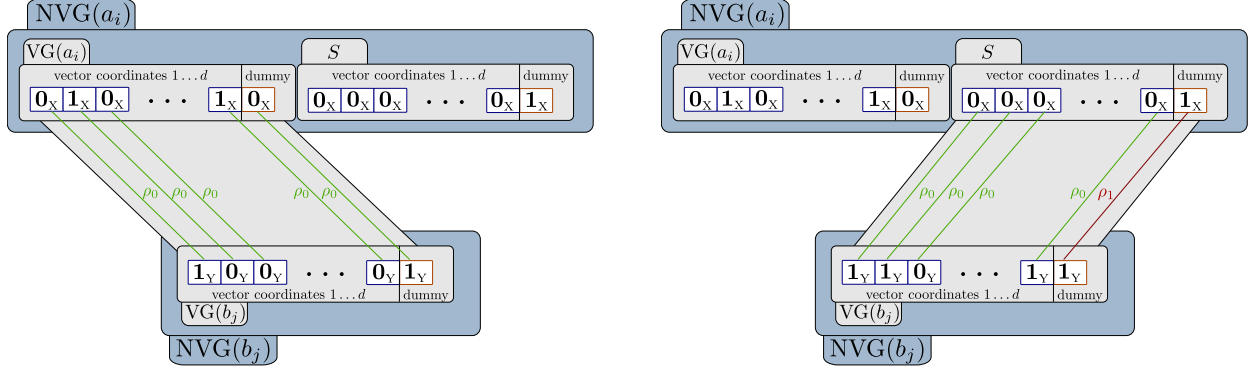 NVG(a_i)
VG(a_i)
S
vector coordinates 1…d dummy
vector coordinates 1…d dummy
0_X 1_X 0_X … 1_X 0_X
0_X 0_X 0_X … 0_X 1_X
ρ_0 ρ_0 ρ_0 ρ_0 ρ_0
1_Y 0_Y 0_Y … 0_Y 1_Y
vector coordinates 1…d dummy
VG(b_j)
NVG(b_j)
NVG(a_i)
VG(a_i)
S
vector coordinates 1…d dummy
vector coordinates 1…d dummy
0_X 1_X 0_X … 1_X 0_X
0_X 0_X 0_X … 0_X 1_X
ρ_0 ρ_0 ρ_0 ρ_0 ρ_1
1_Y 1_Y 0_Y … 1_Y 1_Y
vector coordinates 1…d dummy
VG(b_j)
NVG(b_j)